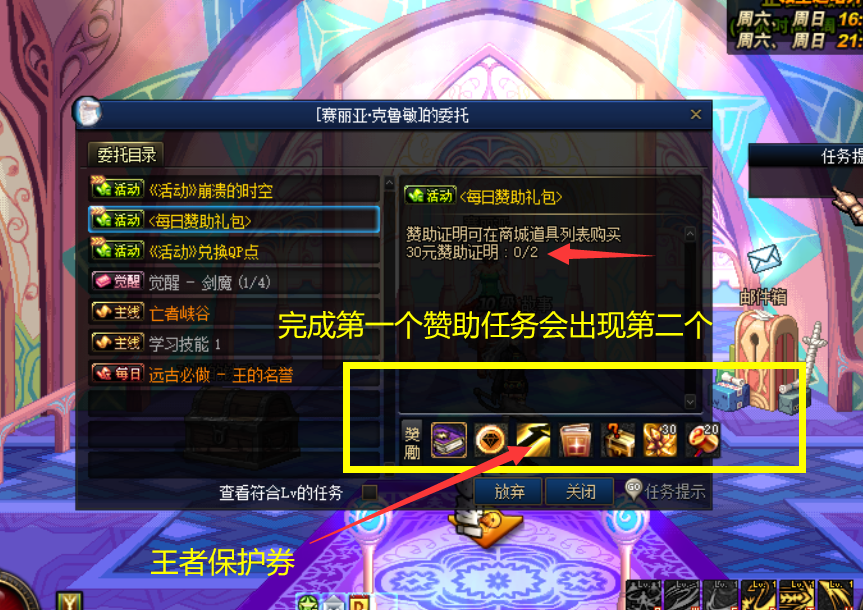 周六、周日 16:
周六、周日 21:
[赛丽亚·克鲁敏]的委托
任务提
委托目录
活动 《活动》崩溃的时空
活动 <每日赞助礼包>
活动 《活动》兑换QP点
觉醒 觉醒 - 剑魔 (1/4)
主线 亡者峡谷
主线 学习技能 1
每日 远古必做 - 王的名誉
活动 <每日赞助礼包>
赞助证明可在商城道具列表购买
30元赞助证明：0/2
邮件箱
完成第一个赞助任务会出现第二个
奖励
30
20
查看符合Lv的任务
放弃
关闭
GO 任务提示
王者保护券